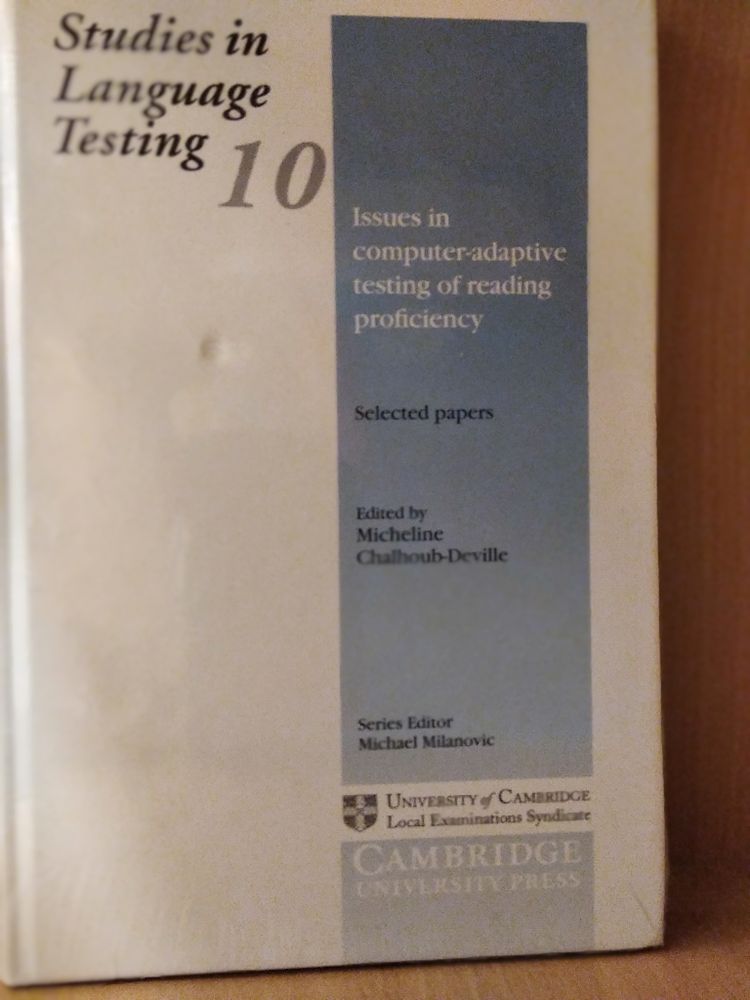 Studies in
Language
Testing
10
Issues in
computer-adaptive
testing of reading
proficiency
Selected papers
Edited by
Micheline
Chalhoub-Deville
Series Editor
Michael Milanovic
UNIVERSITY of CAMBRIDGE
Local Examinations Syndicate
CAMBRIDGE
UNIVERSITY PRESS